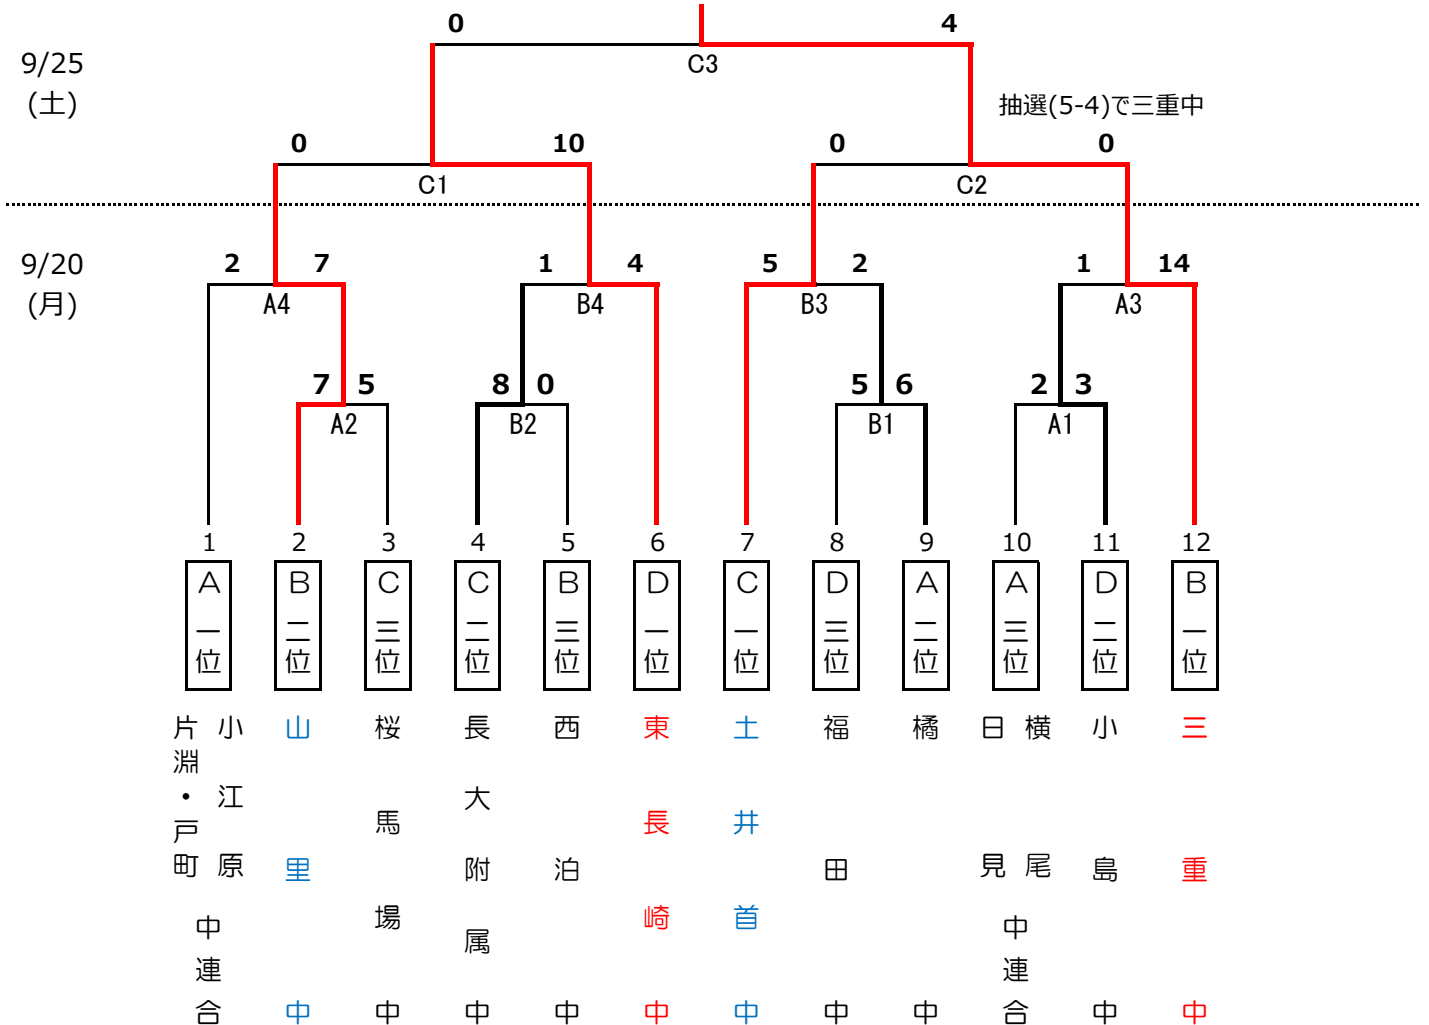 0 4
9/25
(土)
C3
抽選(5-4)で三重中
0 10 0 0
C1 C2
9/20
(月)
2 7 1 4 5 2 1 14
A4 B4 B3 A3
7 5 8 0 5 6 2 3
A2 B2 B1 A1
1 2 3 4 5 6 7 8 9 10 11 12
A一位
B二位
C三位
C二位
B三位
D一位
C一位
D三位
A二位
A三位
D二位
B一位
小江原
片淵・戸町
中連合
山里中
桜馬場中
長大附属中
西泊中
東長崎中
土井首中
福田中
橘中
横尾
日見
中連合
小島中
三重中